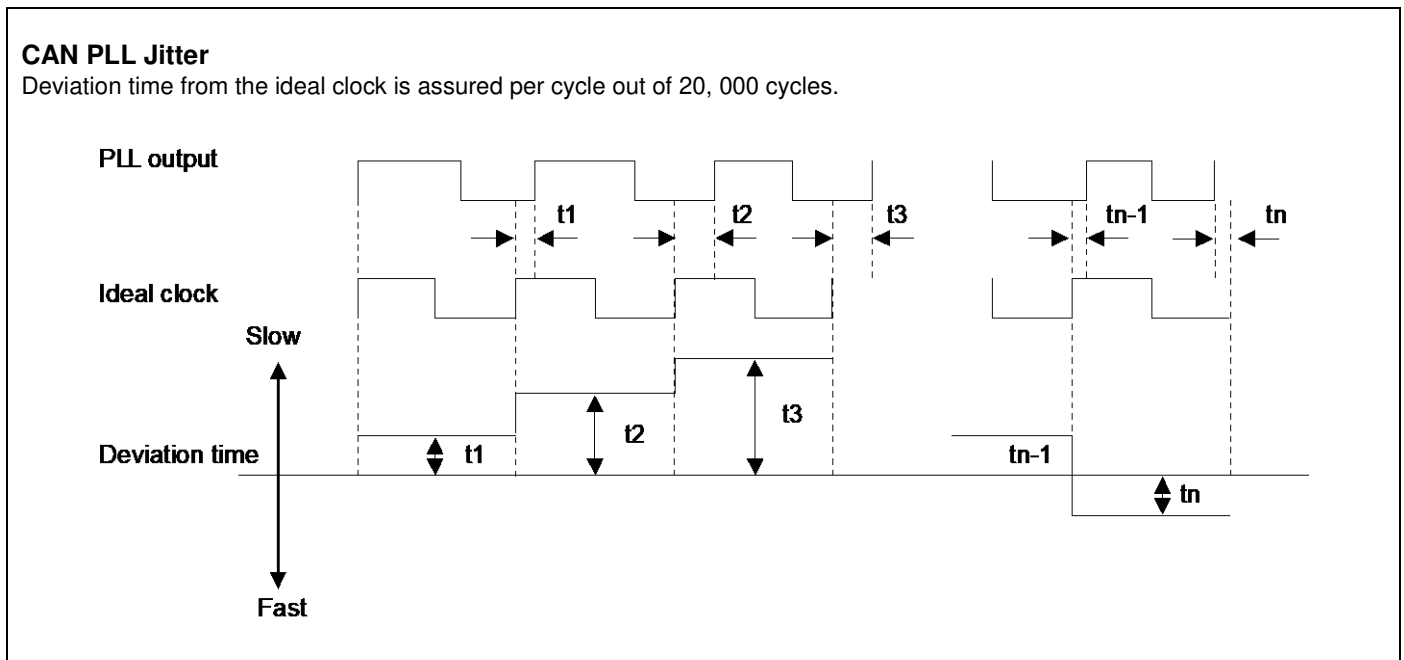 CAN PLL Jitter
Deviation time from the ideal clock is assured per cycle out of 20, 000 cycles.
PLL output
t1
t2
t3
tn-1
tn
Ideal clock
Slow
Deviation time
t1
t2
t3
tn-1
tn
Fast